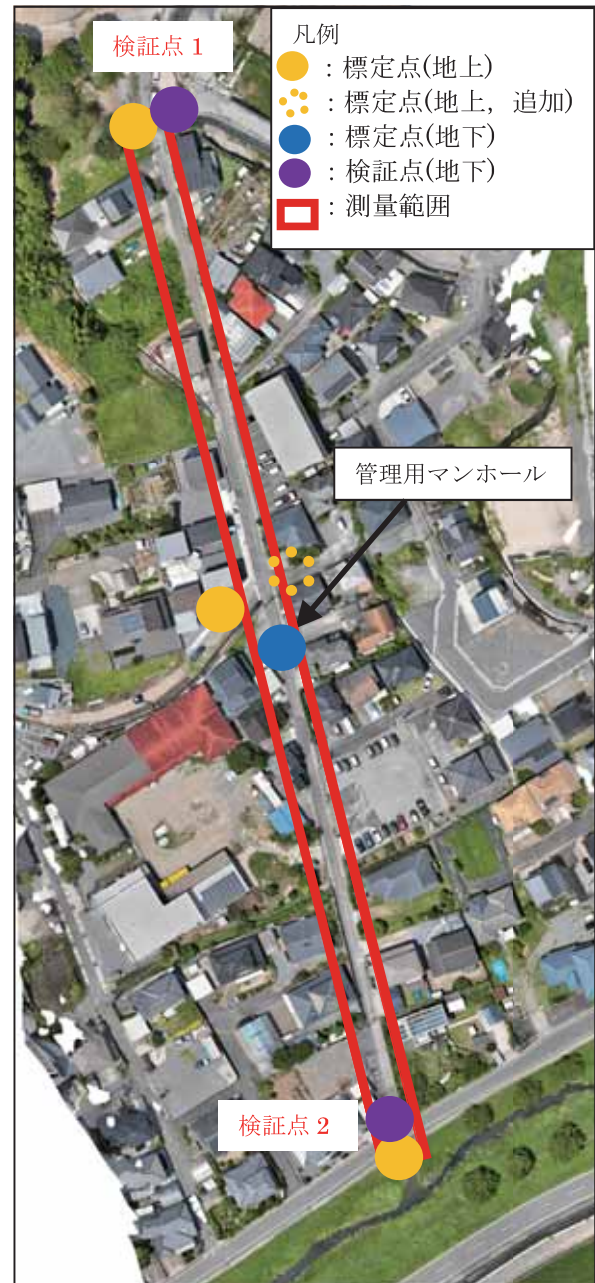 検証点 1
凡例
: 標定点(地上)
: 標定点(地上，追加)
: 標定点(地下)
: 検証点(地下)
: 測量範囲
管理用マンホール
検証点 2